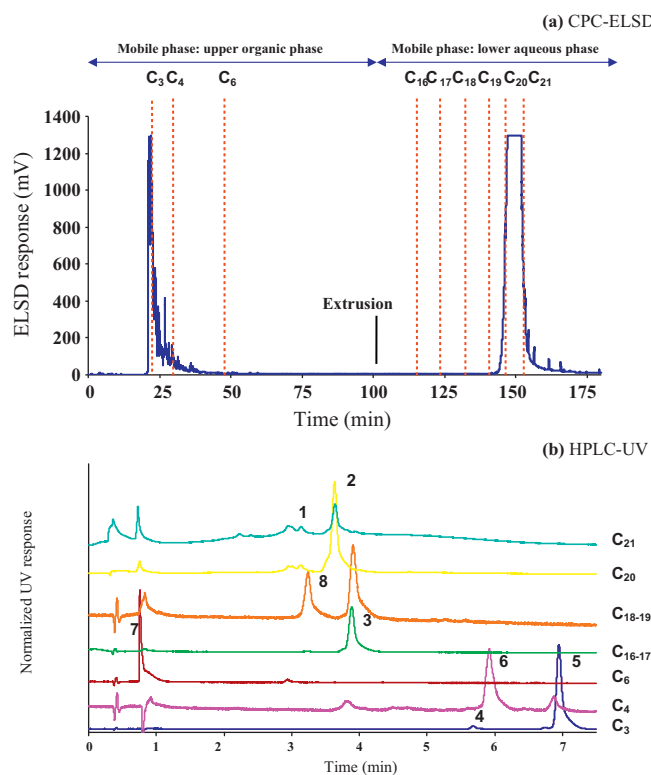 (a) CPC-ELSD
Mobile phase: upper organic phase Mobile phase: lower aqueous phase
C3 C4 C6 C16 C17 C18 C19 C20 C21
1400
1200
1000
800
600
400
200
0
ELSD response (mV)
Extrusion
0 25 50 75 100 125 150 175
Time (min)
(b) HPLC-UV
Normalized UV response
2
1
C21
8
C20
3
C18-19
7
C16-17
6 5
C6
4
C4
C3
0 1 2 3 4 5 6 7
Time (min)